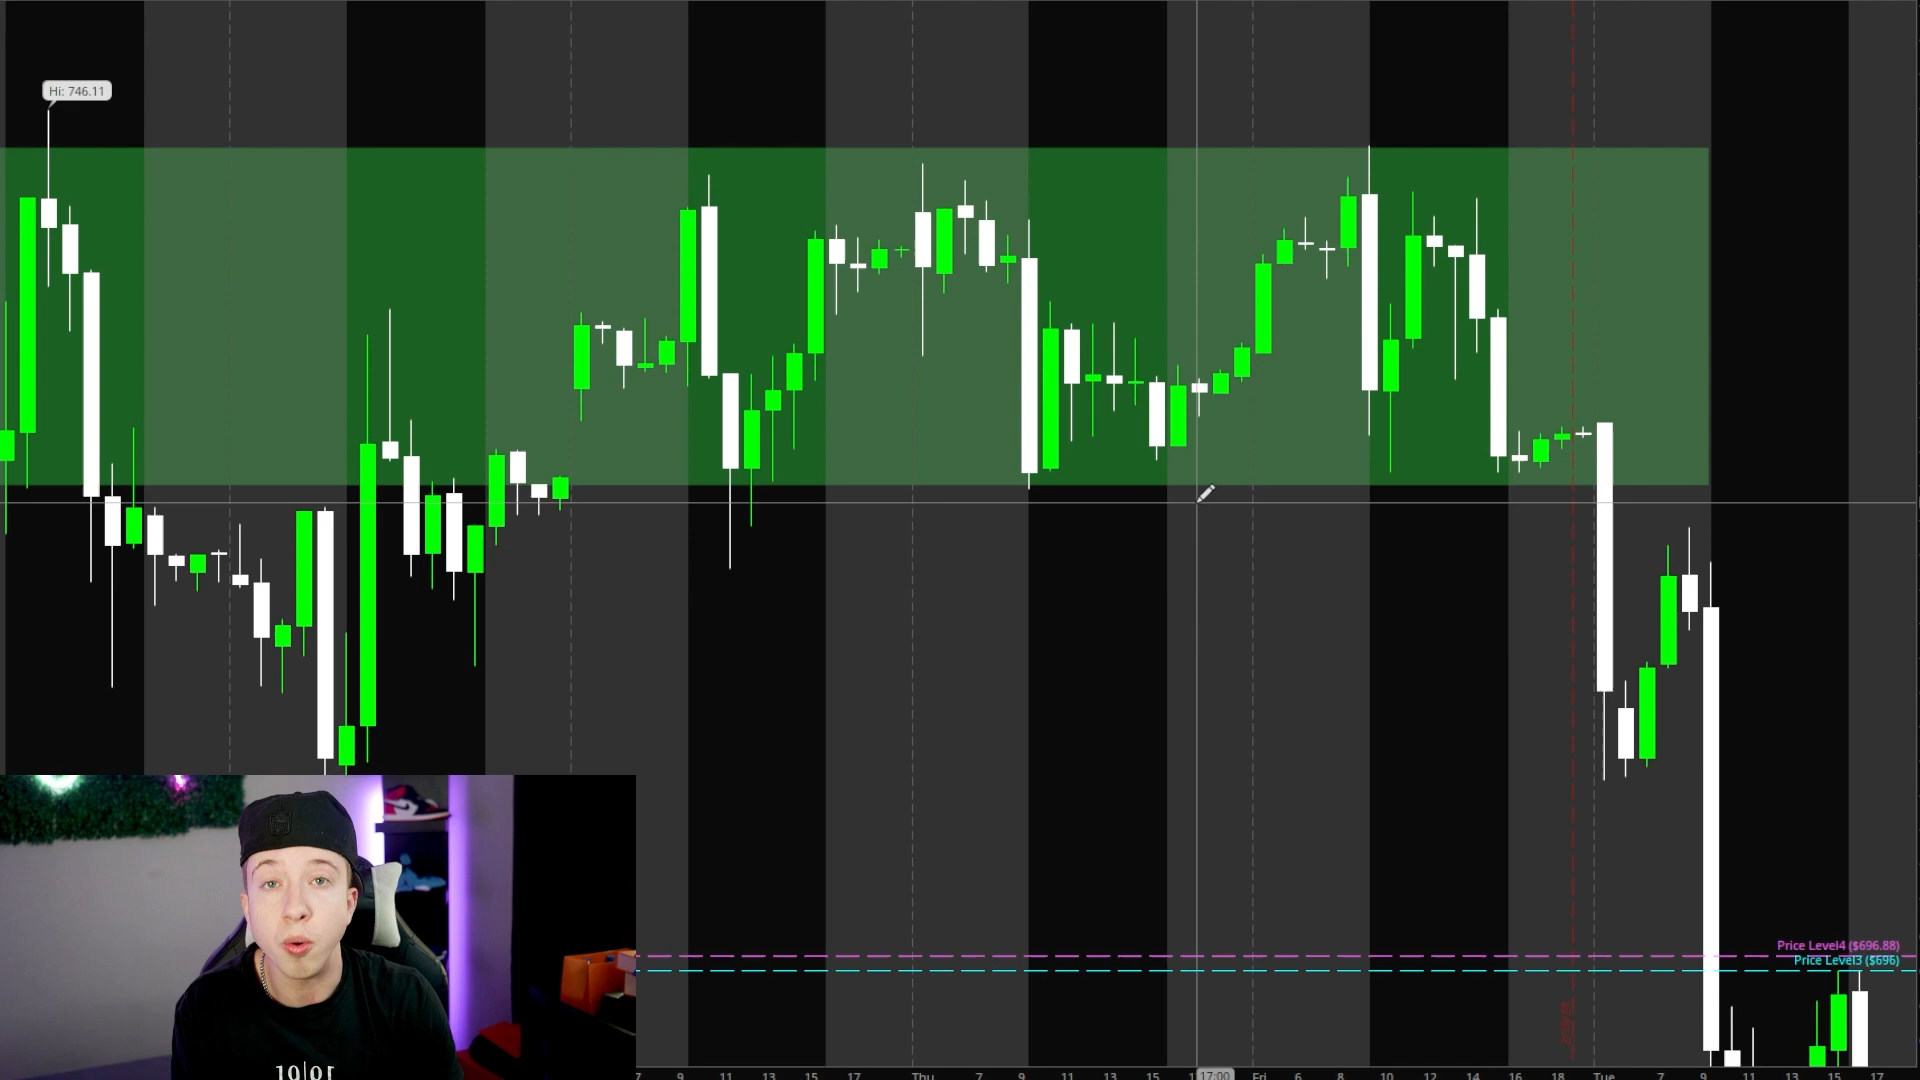 Hi: 746.11
Price Level4 ($696.88)
Price Level3 ($696)
7 9 11 13 15 17 Thu 7 9 11 13 15 17:00 Fri 6 8 10 12 14 16 18 Tue 7 9 11 13 15 17